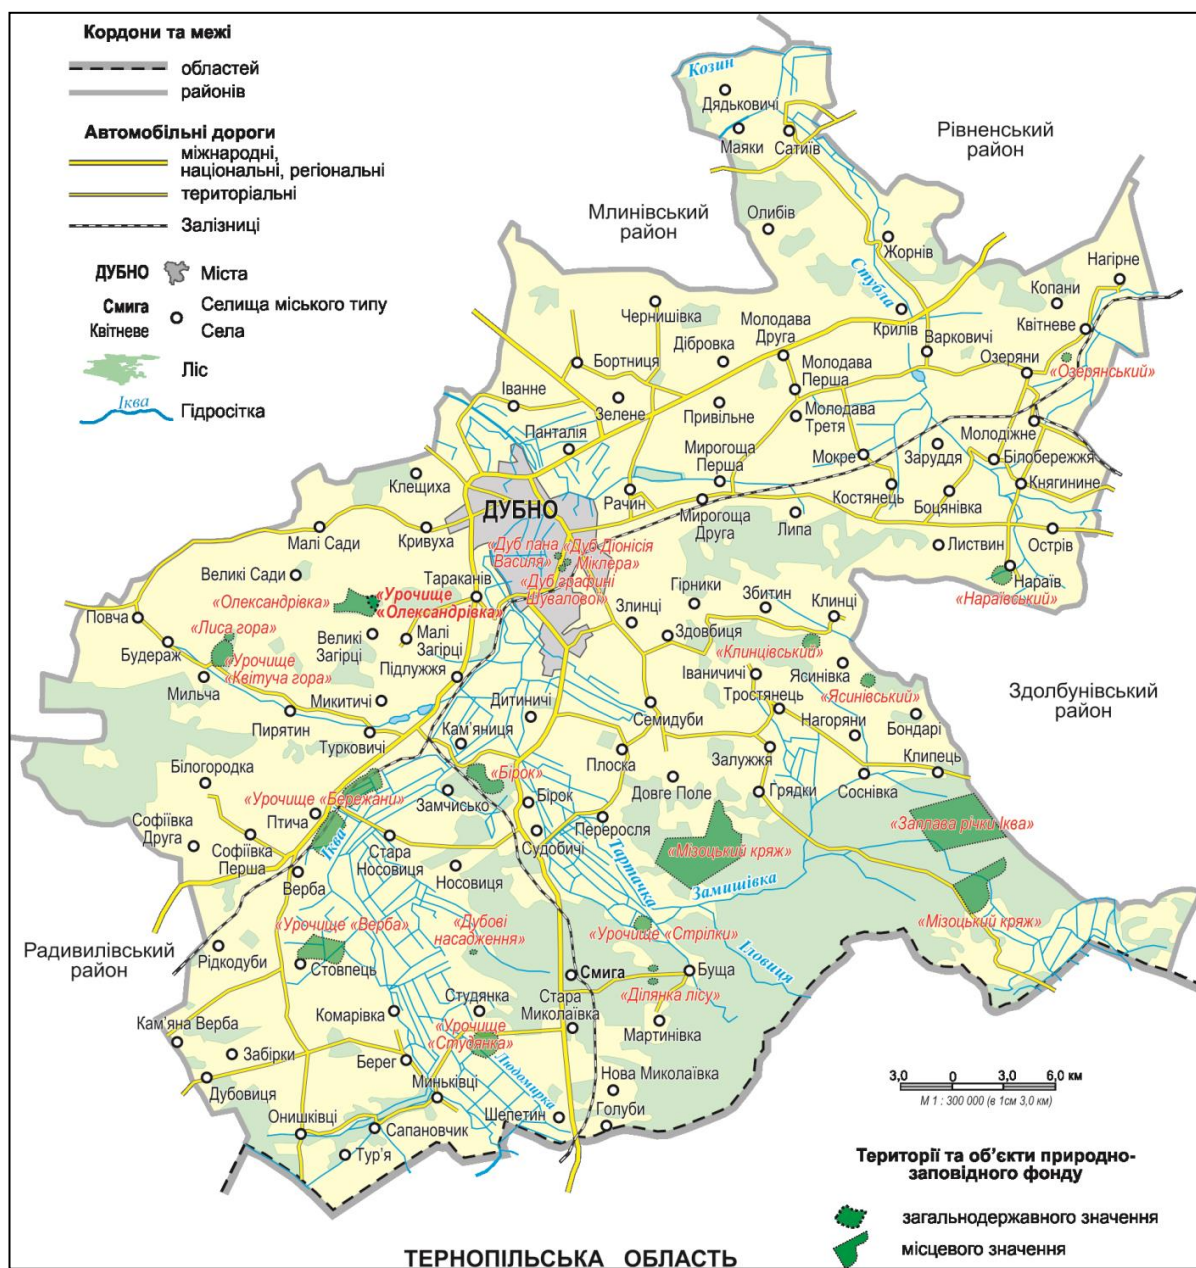 Кордони та межі
областей
районів
Автомобільні дороги
міжнародні,
національні, регіональні
територіальні
Залізниці
ДУБНО
Міста
Смига
Селища міського типу
Квітневе
Села
Ліс
Іква
Гідросітка
Козин
Дядьковичі
Маяки
Сатиїв
Рівненський
район
Млинівський
район
Олибів
Жорнів
Стубла
Нагірне
Копани
Чернишівка
Молодава
Друга
Крилів
Квітневе
Варковичі
Дібровка
Бортниця
Озеряни
«Озерянський»
Молодава
Перша
Іванне
Зелене
Привільне
Молодава
Третя
Панталія
Молодіжне
Мирогоща
Перша
Мокре
Заруддя
Білобережжя
Клещиха
Княгинине
ДУБНО
Рачин
Костянець
Боцянівка
Мирогоща
Друга
Липа
Малі Сади
Кривуха
Листвин
Острів
«Дуб пана
Василя»
«Дуб Діонісія
Міклера»
Великі Сади
Тараканів
«Дуб графині
Шувалової»
Гірники
Нараїв
«Нараївський»
«Олександрівка»
«Урочище
«Олександрівка»
Збитин
Клинці
Злинці
Повча
«Лиса гора»
Великі
Загірці
Малі
Загірці
Здовбиця
Будераж
«Клинцівський»
Підлужжя
«Урочище
«Квітуча гора»
Іваничичі
Ясинівка
Мильча
Микитичі
Дитиничі
Тростянець
«Ясинівський»
Здолбунівський
район
Семидуби
Нагоряни
Пирятин
Бондарі
Турковичі
Кам'яниця
Плоска
Залужжя
Клипець
Білогородка
«Бірок»
Довге Поле
Грядки
Соснівка
«Урочище «Бережани»
Замчисько
Бірок
Птича
Софіївка
Друга
Переросля
«Заплава річки Іква»
Софіївка
Перша
Іква
Стара
Носовиця
Судобичі
«Мізоцький кряж»
Тартачка
Верба
Носовиця
Замишівка
«Мізоцький кряж»
«Урочище «Верба»
«Дубові
насадження»
«Урочище «Стрілки»
Радивилівський
район
Рідкодуби
Іловиця
Стовпець
Смига
Буща
«Ділянка лісу»
Студянка
Стара
Миколаївка
Комарівка
Кам'яна Верба
«Урочище
«Студянка»
Мартинівка
Забірки
Берег
Людомирка
Нова Миколаївка
Дубовиця
Миньківці
3,0 0 3,0 6,0 км
М 1 : 300 000 (в 1см 3,0 км)
Онишківці
Шепетин
Голуби
Сапановчик
Тур'я
Території та об'єкти природно-
заповідного фонду
загальнодержавного значення
місцевого значення
ТЕРНОПІЛЬСЬКА ОБЛАСТЬ